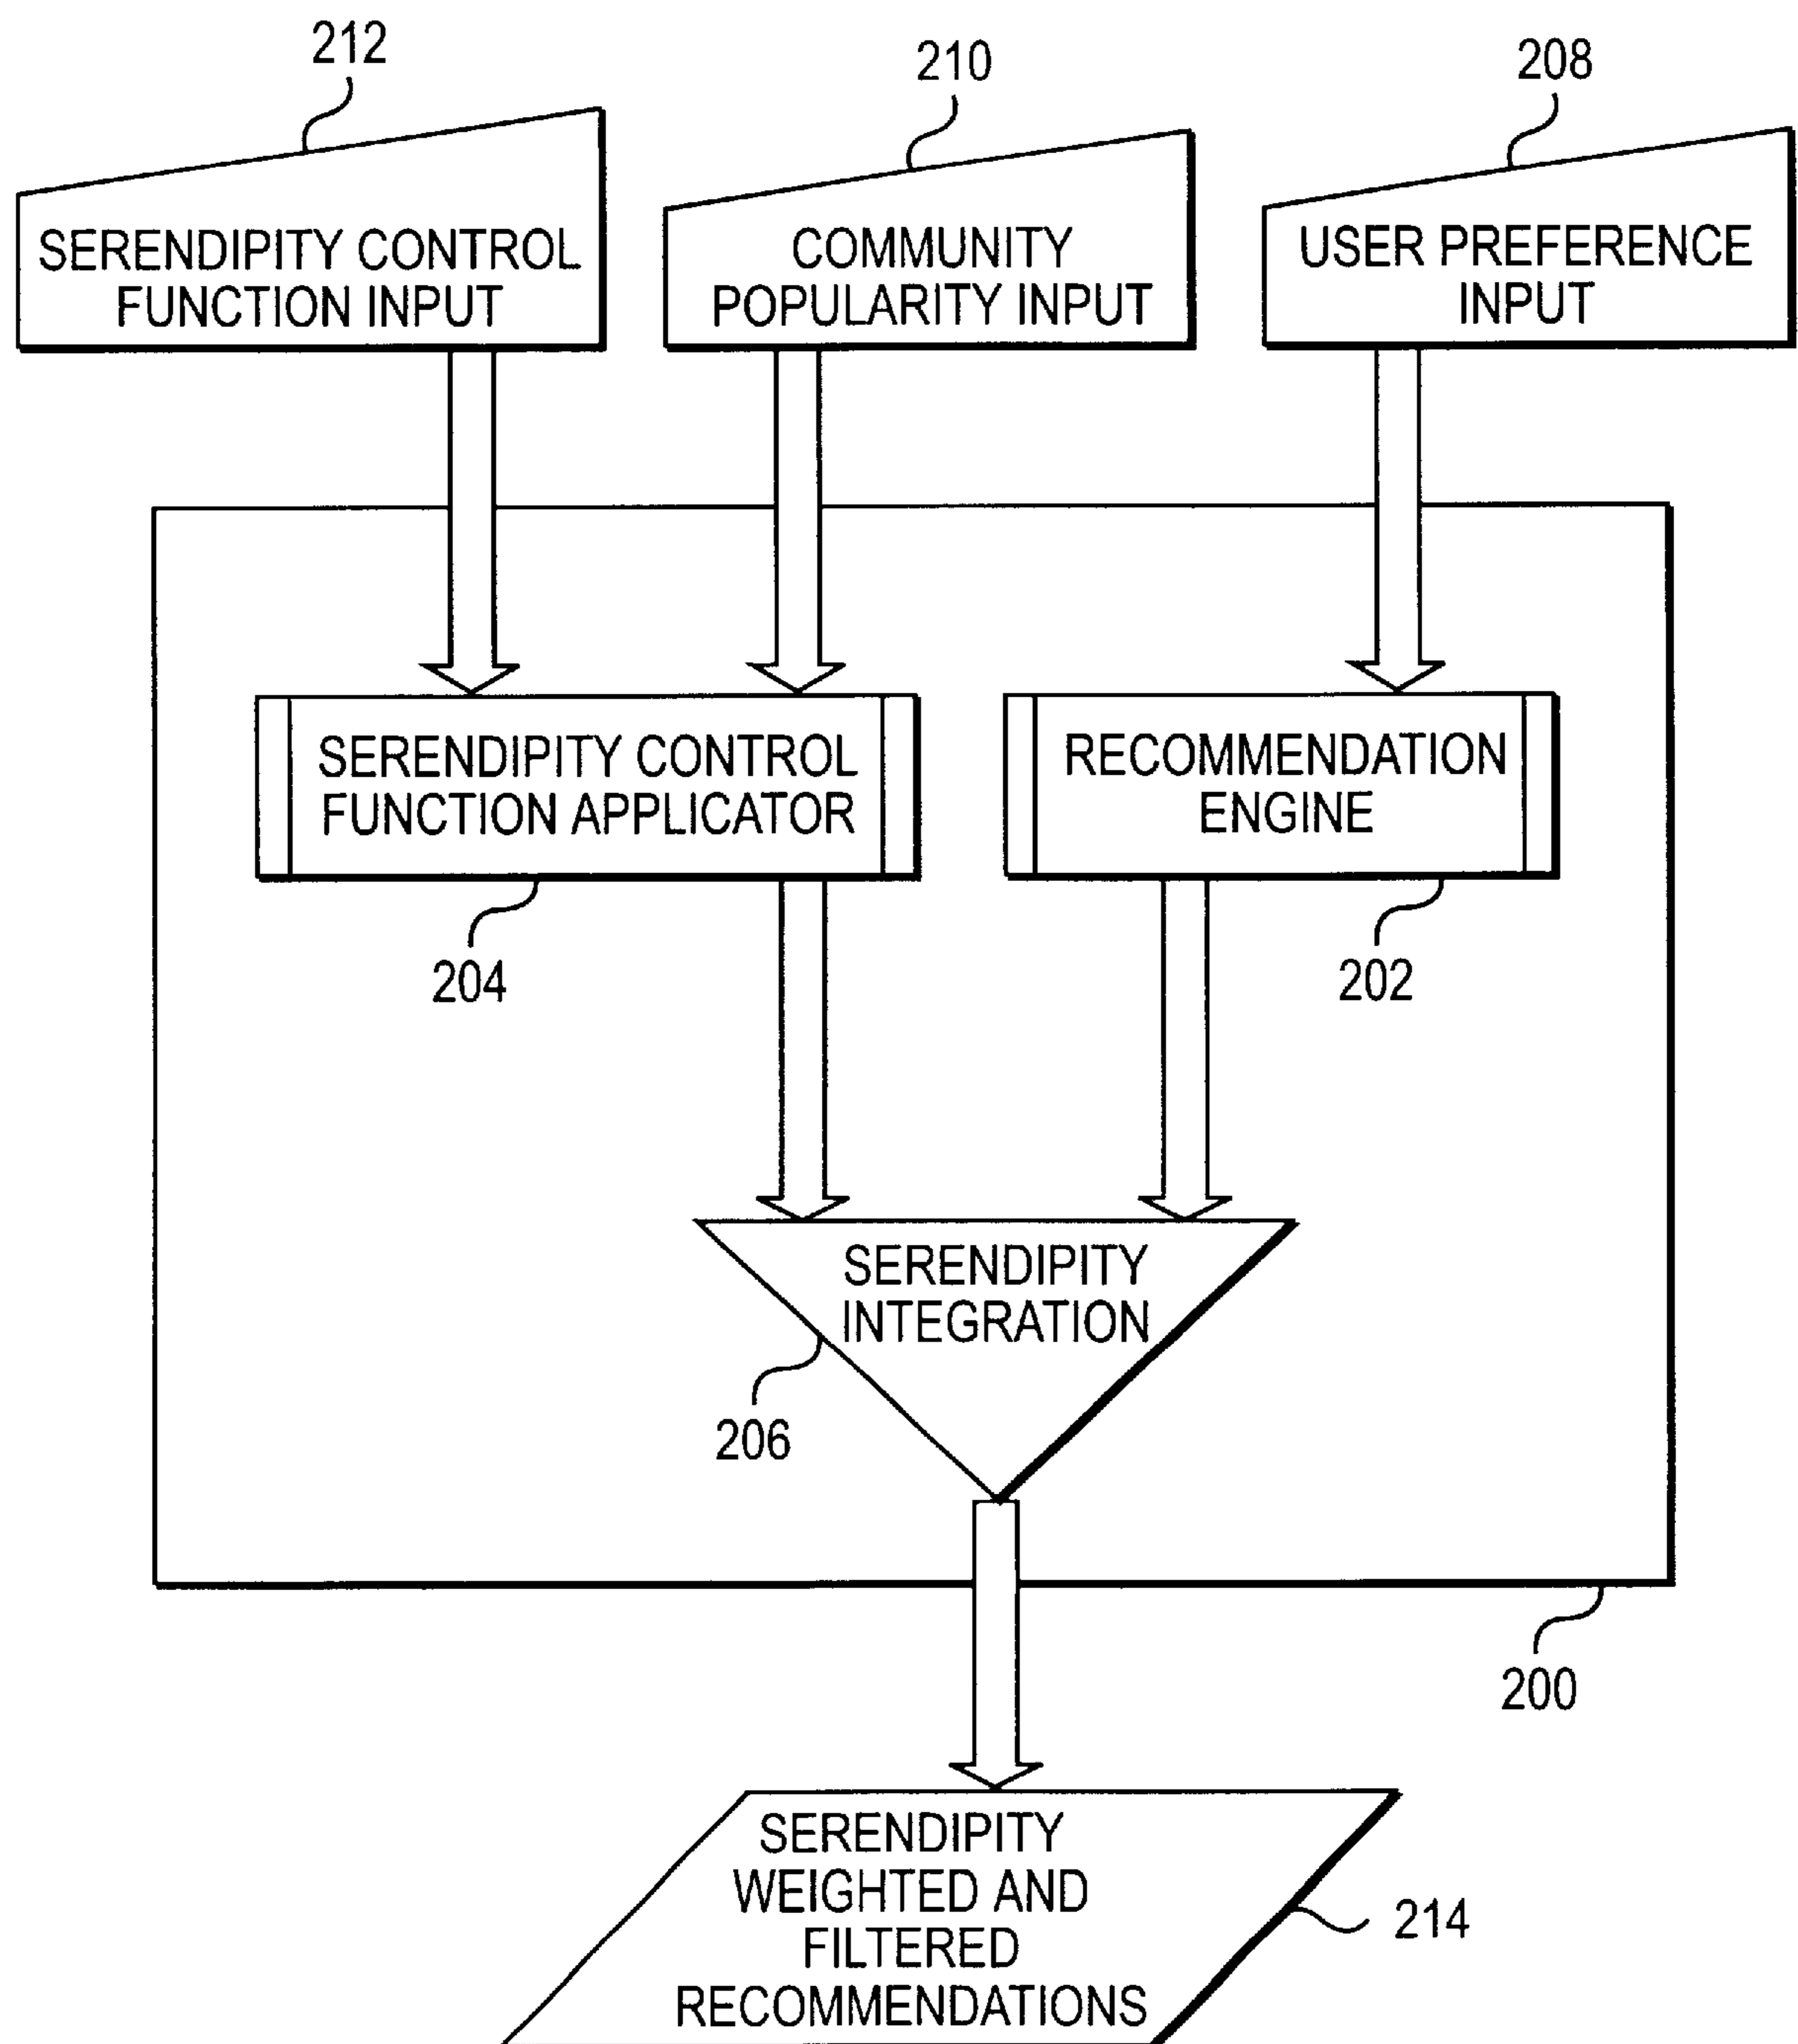 212
210
208
SERENDIPITY CONTROL
FUNCTION INPUT
COMMUNITY
POPULARITY INPUT
USER PREFERENCE
INPUT
SERENDIPITY CONTROL
FUNCTION APPLICATOR
RECOMMENDATION
ENGINE
204
202
SERENDIPITY
INTEGRATION
206
200
SERENDIPITY
WEIGHTED AND
FILTERED
RECOMMENDATIONS
214